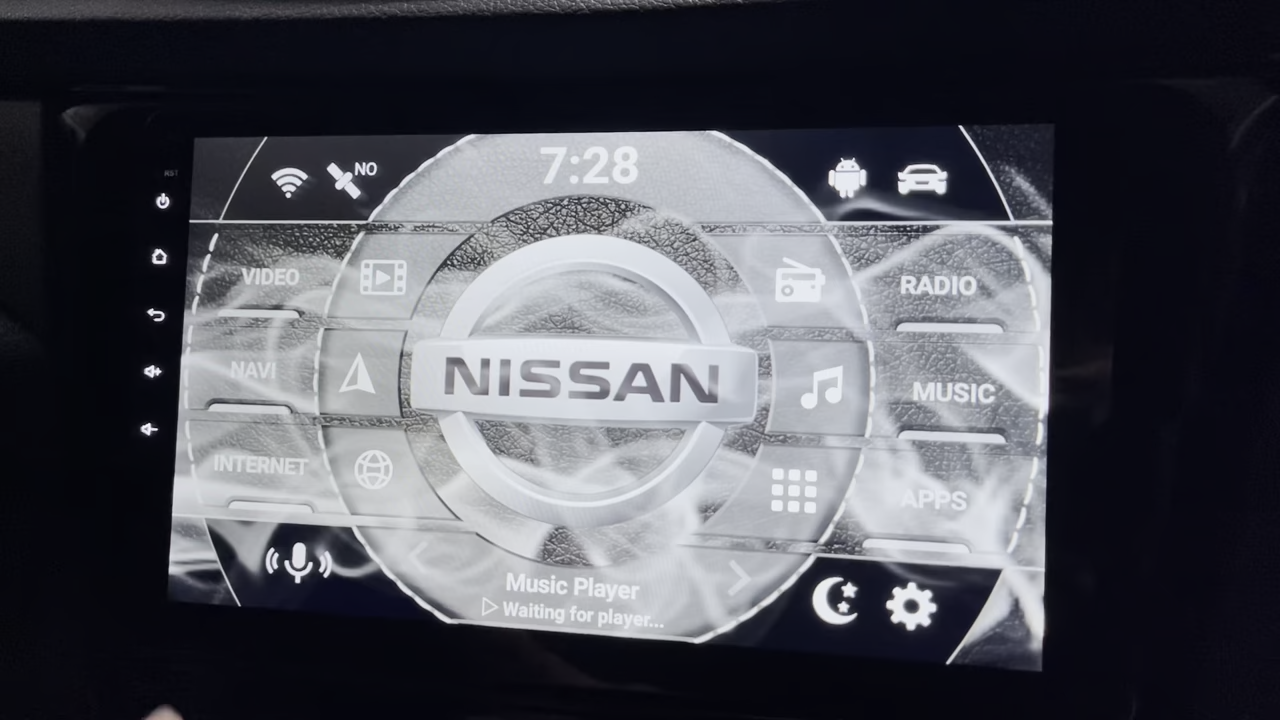 7:28
NO
RST
VIDEO
RADIO
NISSAN
NAVI
MUSIC
INTERNET
APPS
Music Player
Waiting for player...